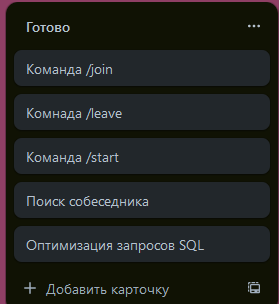 Готово
Команда /join
Комнада /leave
Команда /start
Поиск собеседника
Оптимизация запросов SQL
Добавить карточку